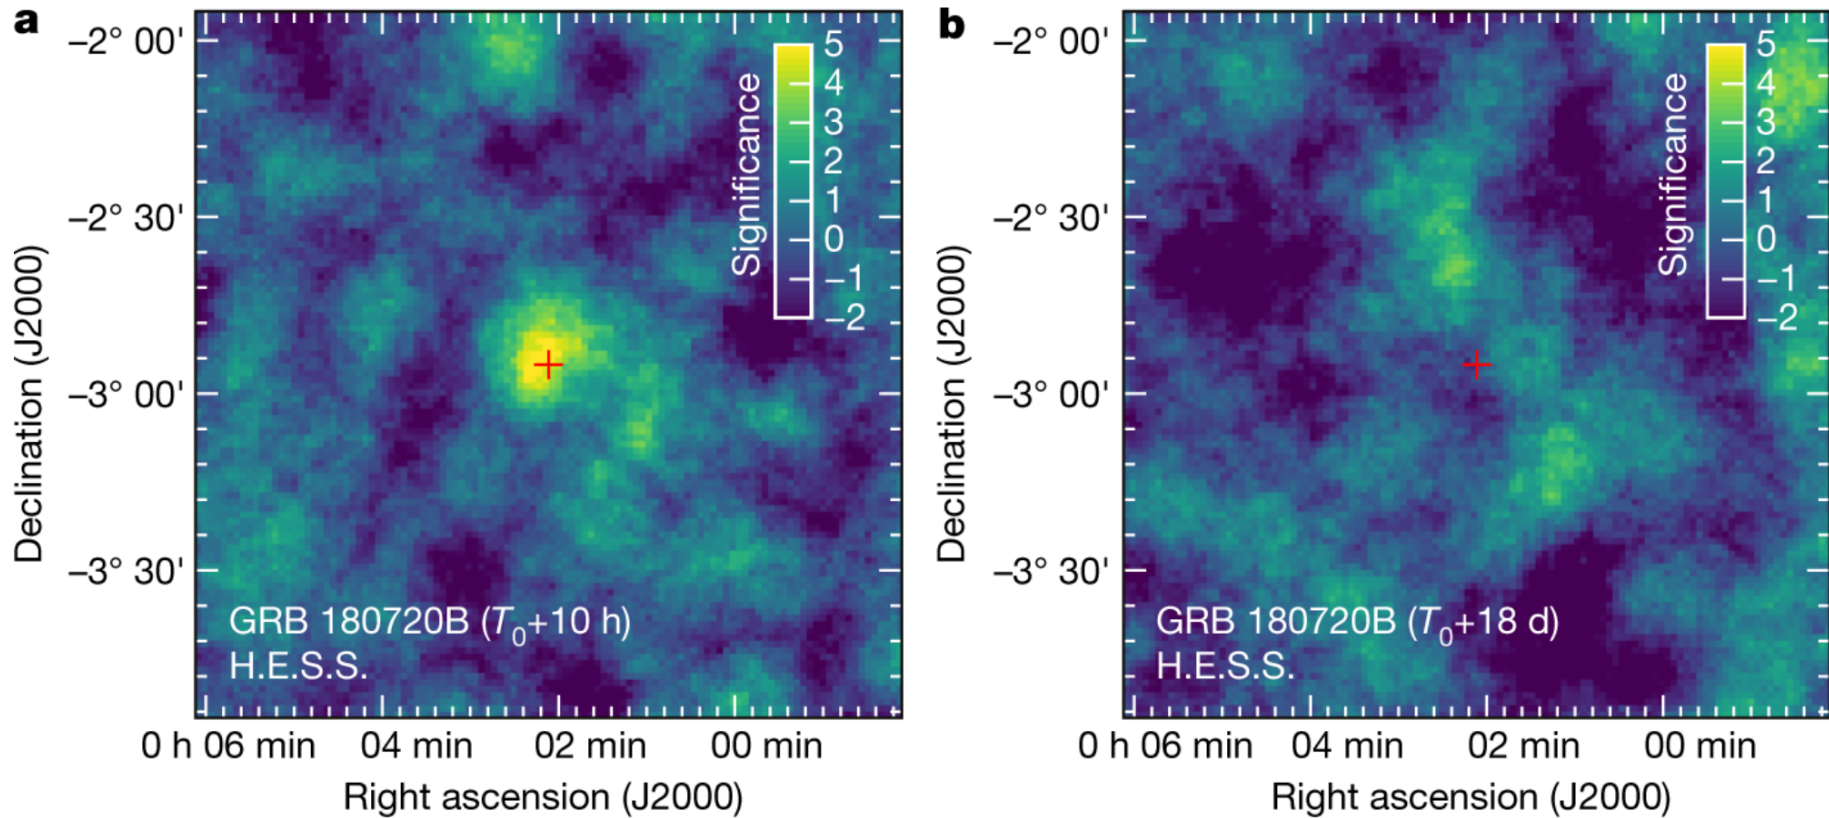 a
−2° 00'
−2° 30'
−3° 00'
−3° 30'
Declination (J2000)
Significance
5
4
3
2
1
0
−1
−2
GRB 180720B (T0+10 h)
H.E.S.S.
0 h 06 min 04 min 02 min 00 min
Right ascension (J2000)
b
−2° 00'
−2° 30'
−3° 00'
−3° 30'
Declination (J2000)
Significance
5
4
3
2
1
0
−1
−2
GRB 180720B (T0+18 d)
H.E.S.S.
0 h 06 min 04 min 02 min 00 min
Right ascension (J2000)